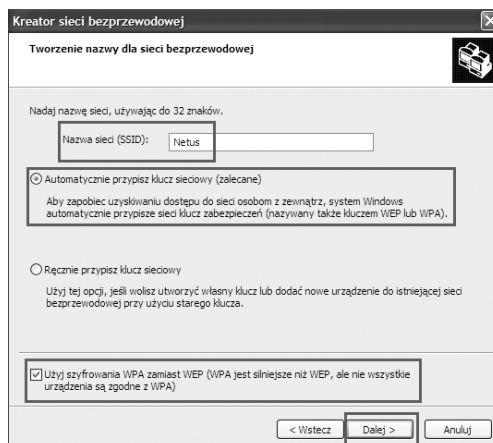 Kreator sieci bezprzewodowej
Tworzenie nazwy dla sieci bezprzewodowej
Nadaj nazwę sieci, używając do 32 znaków.
Nazwa sieci (SSID): Netus
Automatycznie przypisz klucz sieciowy (zalecane)
Aby zapobiec uzyskiwaniu dostępu do sieci osobom z zewnątrz, system Windows
automatycznie przypisze sieci klucz zabezpieczeń (nazywany także kluczem WEP lub WPA).
Ręcznie przypisz klucz sieciowy
Użyj tej opcji, jeśli wolisz utworzyć własny klucz lub dodać nowe urządzenie do istniejącej sieci
bezprzewodowej przy użyciu starego klucza.
Użyj szyfrowania WPA zamiast WEP (WPA jest silniejsze niż WEP, ale nie wszystkie
urządzenia są zgodne z WPA)
< Wstecz Dalej > Anuluj